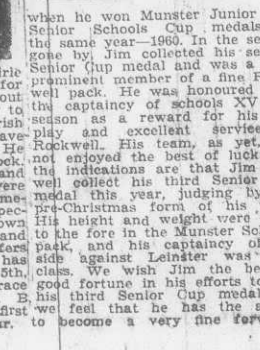 when he won Munster Junior
Senior Schools Cup medals
the same year—1960. In the se
gone by, Jim collected his se
Senior Cup medal and was a
prominent member of a fine R
well pack. He was honoured
the captaincy of schools XV
season as a reward for his
play and excellent service
Rockwell. His team, as yet,
not enjoyed the best of luck
the indications are that Jim
well collect his third Senior
medal this year, judging by
pre-Christmas form of his
His height and weight were
to the fore in the Munster Sch
pack, and his captaincy of
side against Leinster was
class. We wish Jim the be
good fortune in his efforts to
his third Senior Cup medal
we feel that he has the a
to become a very fine forw